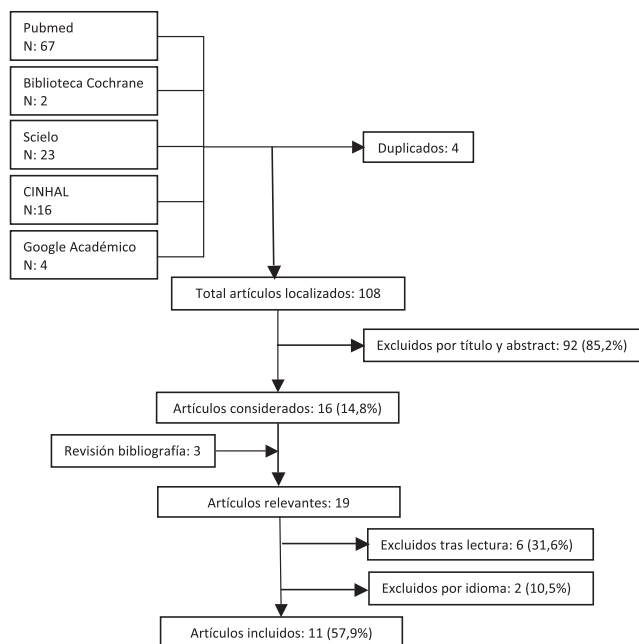 Pubmed
N: 67
Biblioteca Cochrane
N: 2
Scielo
N: 23
Duplicados: 4
CINHAL
N:16
Google Académico
N: 4
Total artículos localizados: 108
Excluidos por título y abstract: 92 (85,2%)
Artículos considerados: 16 (14,8%)
Revisión bibliografía: 3
Artículos relevantes: 19
Excluidos tras lectura: 6 (31,6%)
Excluidos por idioma: 2 (10,5%)
Artículos incluidos: 11 (57,9%)